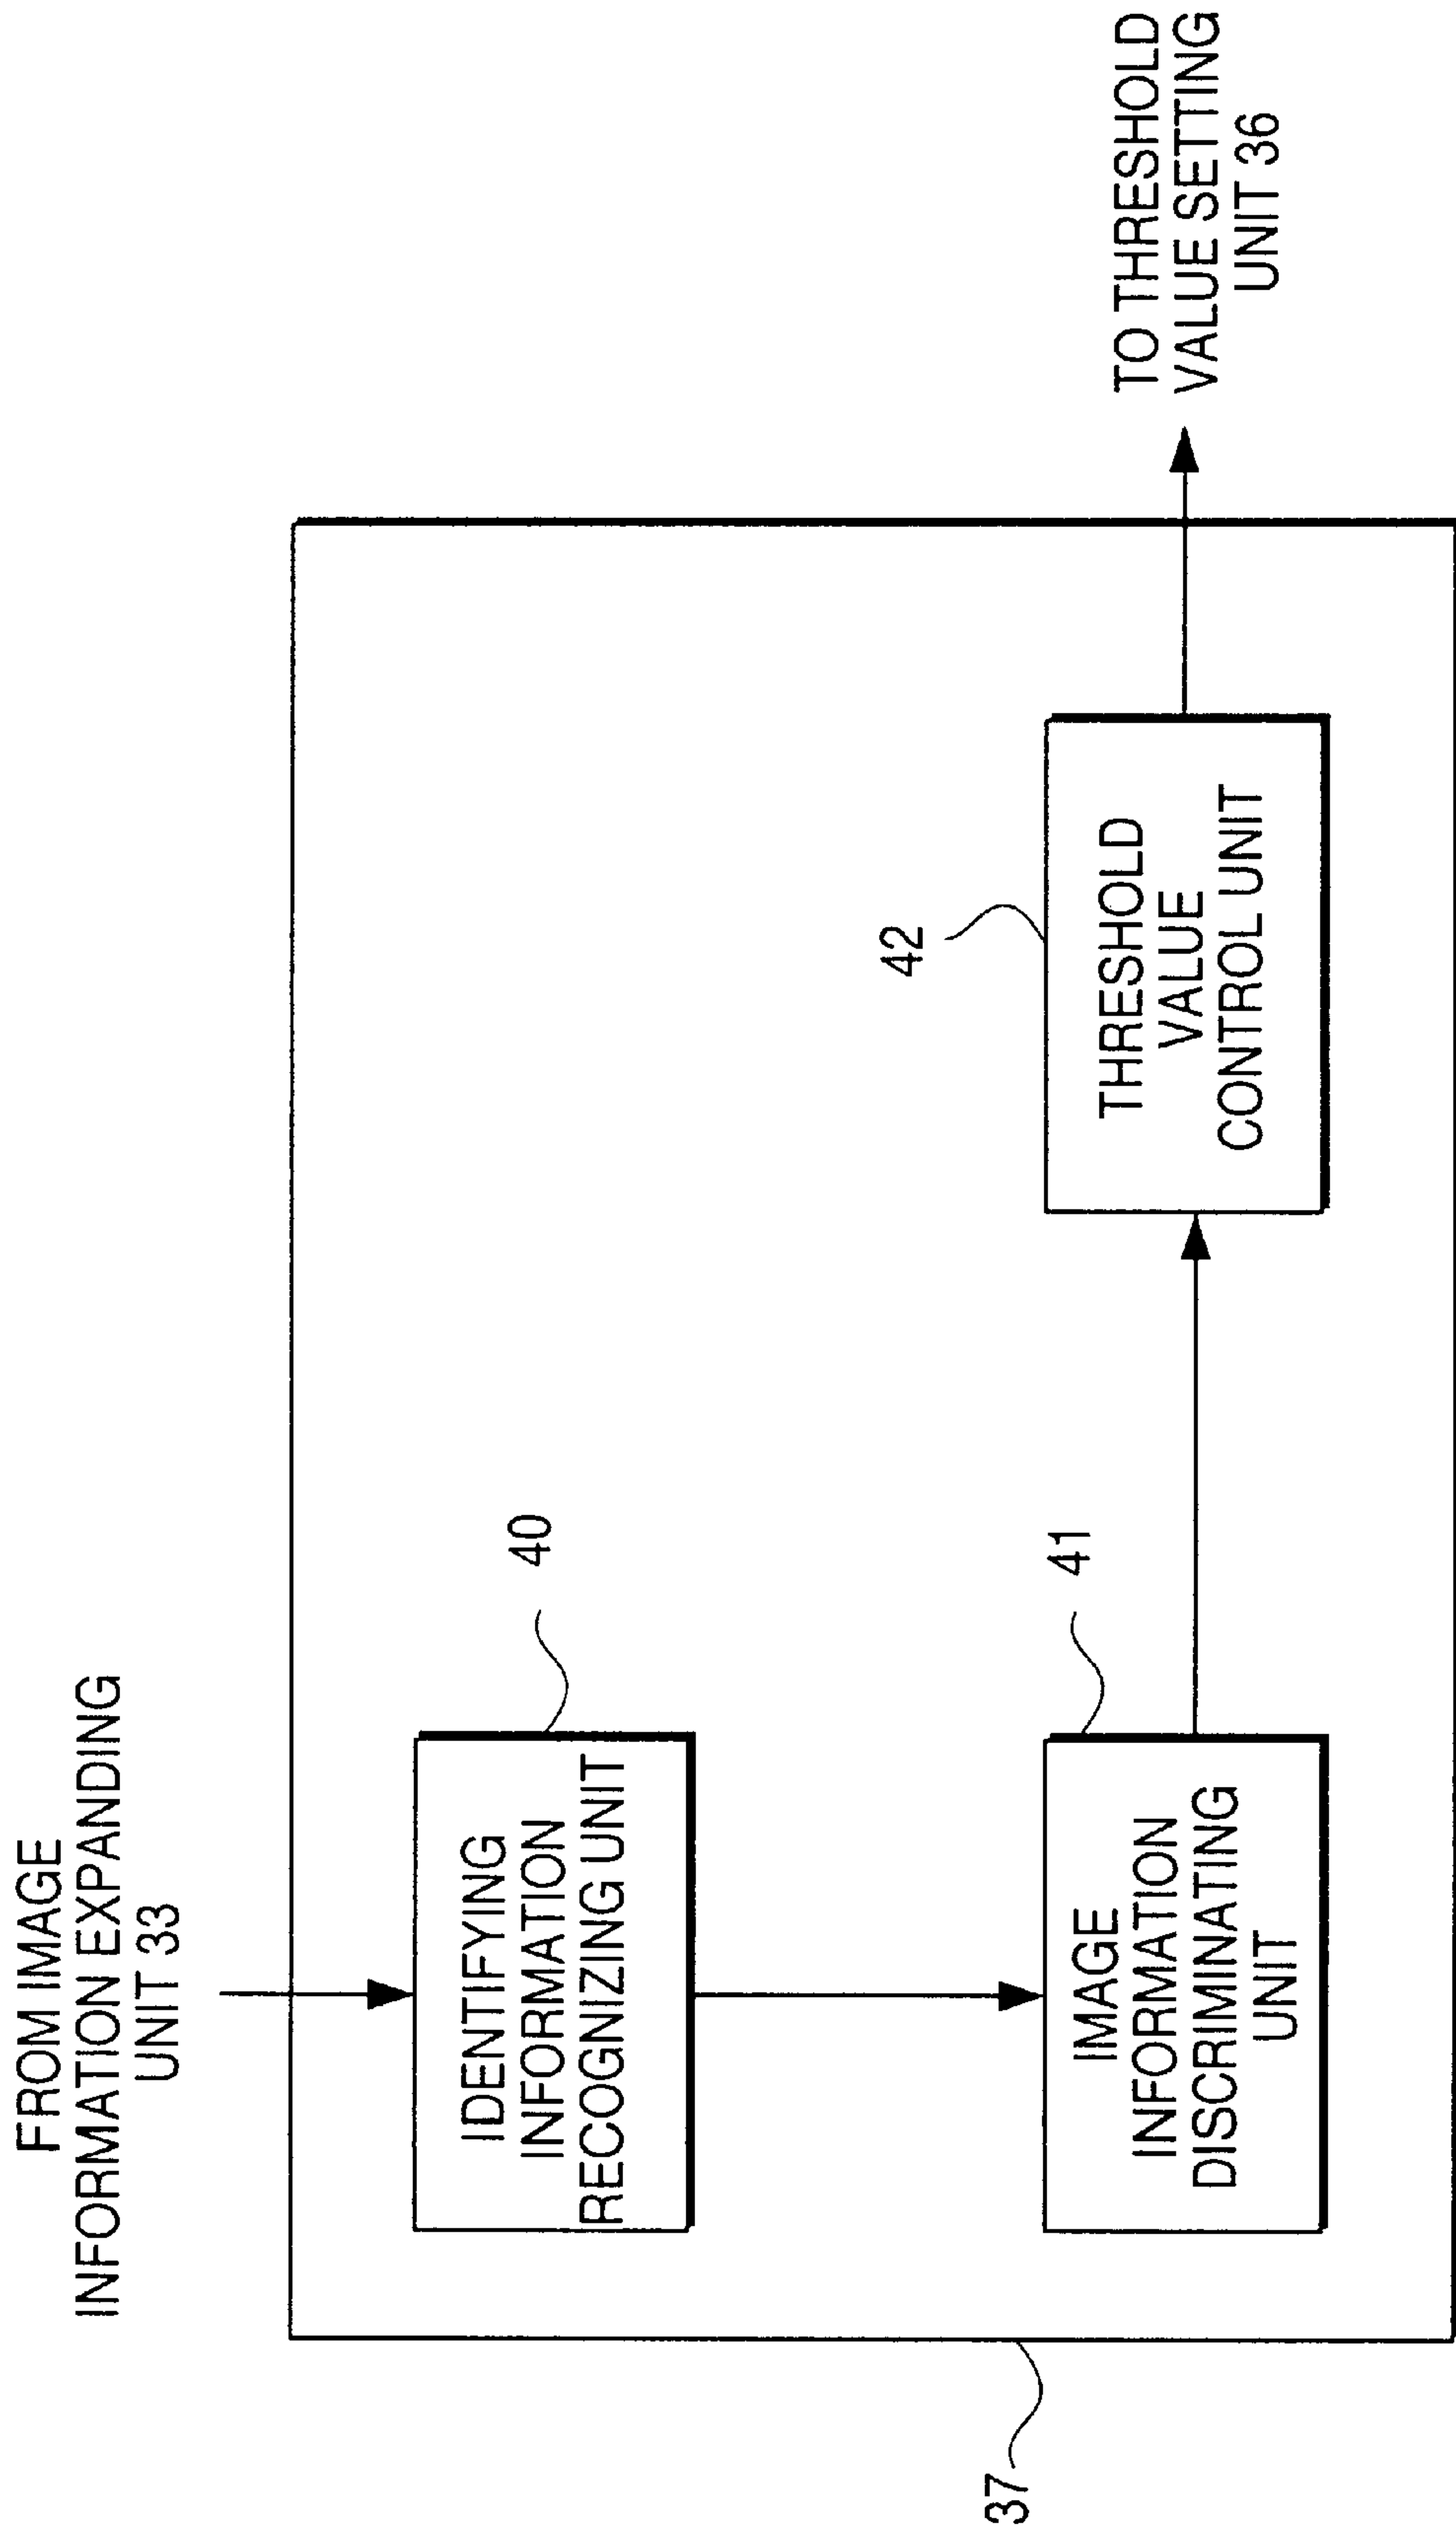 FROM IMAGE
INFORMATION EXPANDING
UNIT 33
IDENTIFYING
INFORMATION
RECOGNIZING UNIT
40
IMAGE
INFORMATION
DISCRIMINATING
UNIT
41
THRESHOLD
VALUE
CONTROL UNIT
42
TO THRESHOLD
VALUE SETTING
UNIT 36
37